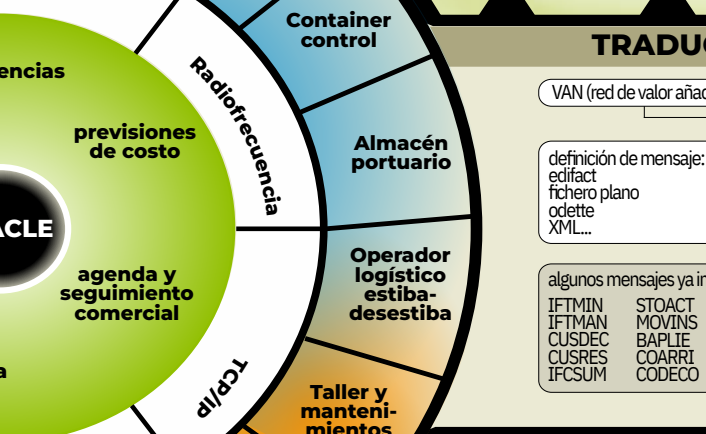 encias
previsiones
de costo
ACLE
agenda y
seguimiento
comercial
a
Radiofrecuencia
TCP/IP
Container
control
Almacén
portuario
Operador
logístico
estiba-
desestiba
Taller y
manteni-
mientos
TRADUC
VAN (red de valor añad
definición de mensaje:
edifact
fichero plano
odette
XML...
algunos mensajes ya in
IFTMIN STOACT
IFTMAN MOVINS
CUSDEC BAPLIE
CUSRES COARRI
IFCSUM CODECO